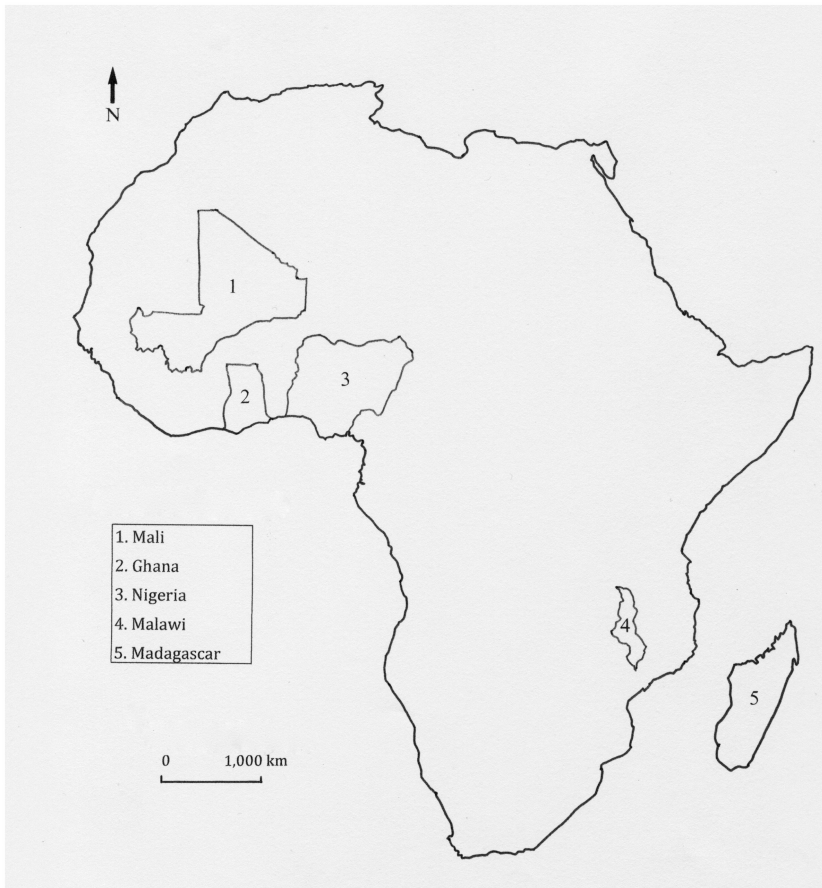 N
1
2
3
4
5
1. Mali
2. Ghana
3. Nigeria
4. Malawi
5. Madagascar
0 1,000 km